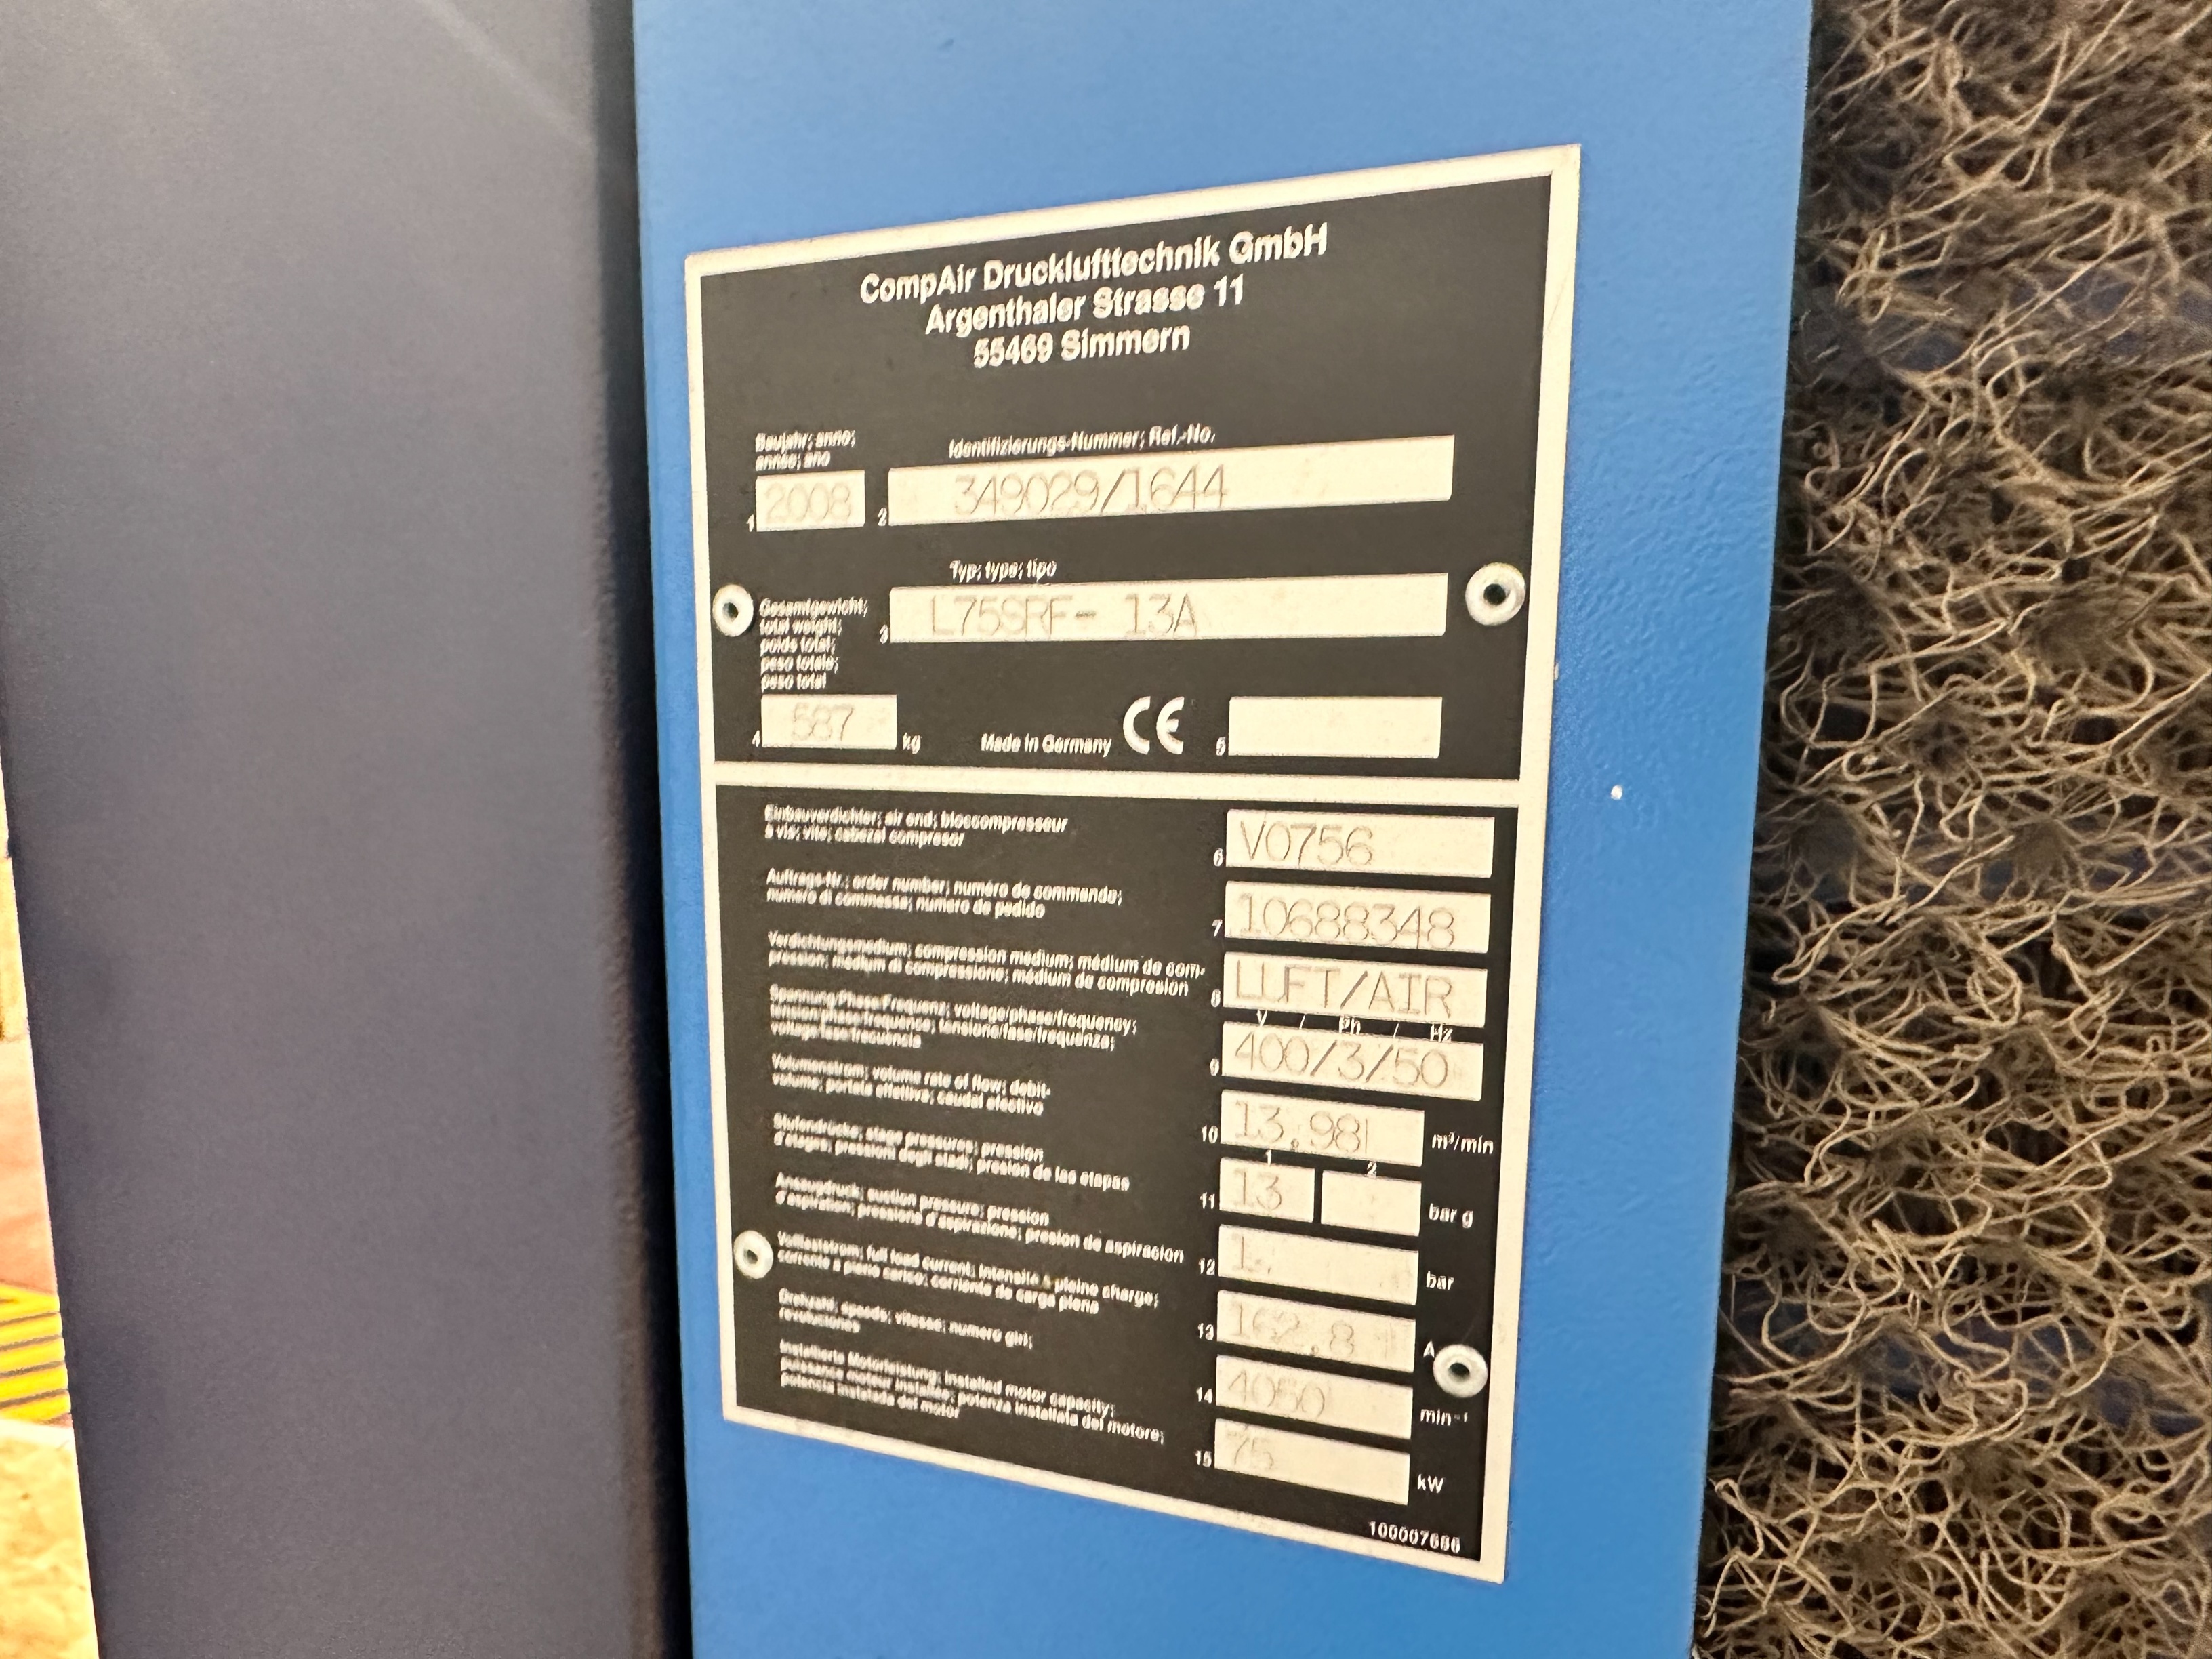 CompAir Drucklufttechnik GmbH
Argenthaler Strasse 11
55469 Simmern
Baujahr; anno;
année; ano
Identifizierungs-Nummer; Ref.-No.
1 2008
2 349029/1644
Typ; type; tipo
3 L75SRF- 13A
Gesamtgewicht;
total weight;
poids total;
peso totale;
peso total
4 587 kg
Made in Germany CE 5
Einbauverdichter; air end; bloccompresseur
à vis; vite; cabezal compresor
6 V0756
Auftrags-Nr.; order number; numéro de commande;
numero di commessa; numero de pedido
7 10688348
Verdichtungsmedium; compression medium; médium de com-
pression; medium di compressione; médium de compresion
8 LUFT/AIR
Spannung/Phase/Frequenz; voltage/phase/frequency;
tension/phase/fréquence; tensione/fase/frequenza;
voltage/fase/frecuencia
V / Ph / Hz
9 400/3/50
Volumenstrom; volume rate of flow; débit-
volume; portata effettiva; caudal efectivo
10 13.98 m³/min
Stufendrücke; stage pressures; pression
d'étages; pressioni degli stadi; presion de las etapas
1 2
11 13 bar g
Ansaugdruck; suction pressure; pression
d'aspiration; pressione d'aspirazione; presion de aspiracion
12 1. bar
Vollaststrom; full load current; intensité à pleine charge;
corrente a pieno carico; corriente de carga plena
13 162.8 A
Drehzahl; speeds; vitesse; numero giri;
revoluciones
14 4050 min⁻¹
Installierte Motorleistung; installed motor capacity;
puissance moteur installée; potenza installata del motore;
potencia instalada del motor
15 75 kW
100007686